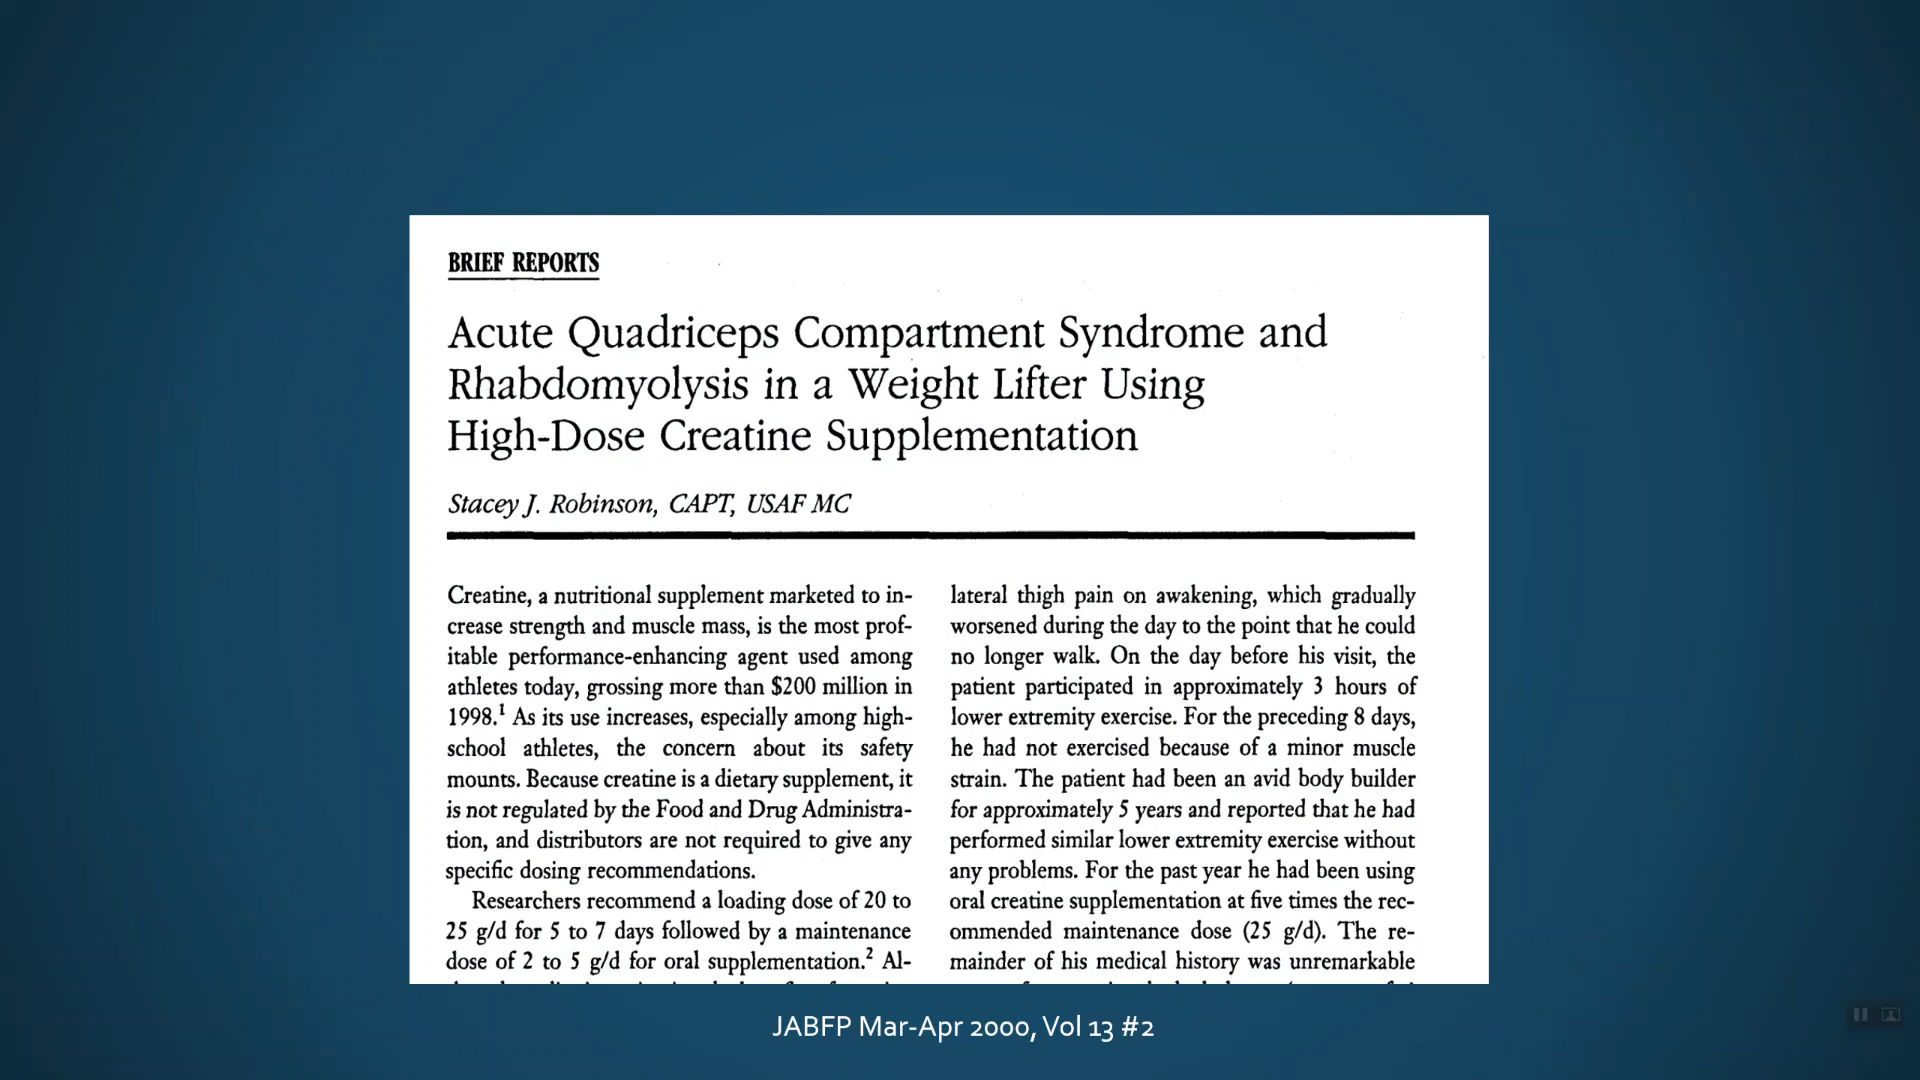 BRIEF REPORTS
Acute Quadriceps Compartment Syndrome and
Rhabdomyolysis in a Weight Lifter Using
High-Dose Creatine Supplementation
Stacey J. Robinson, CAPT, USAF MC
Creatine, a nutritional supplement marketed to in-
crease strength and muscle mass, is the most prof-
itable performance-enhancing agent used among
athletes today, grossing more than $200 million in
1998.¹ As its use increases, especially among high-
school athletes, the concern about its safety
mounts. Because creatine is a dietary supplement, it
is not regulated by the Food and Drug Administra-
tion, and distributors are not required to give any
specific dosing recommendations.
Researchers recommend a loading dose of 20 to
25 g/d for 5 to 7 days followed by a maintenance
dose of 2 to 5 g/d for oral supplementation.² Al-
lateral thigh pain on awakening, which gradually
worsened during the day to the point that he could
no longer walk. On the day before his visit, the
patient participated in approximately 3 hours of
lower extremity exercise. For the preceding 8 days,
he had not exercised because of a minor muscle
strain. The patient had been an avid body builder
for approximately 5 years and reported that he had
performed similar lower extremity exercise without
any problems. For the past year he had been using
oral creatine supplementation at five times the rec-
ommended maintenance dose (25 g/d). The re-
mainder of his medical history was unremarkable
JABFP Mar-Apr 2000, Vol 13 #2